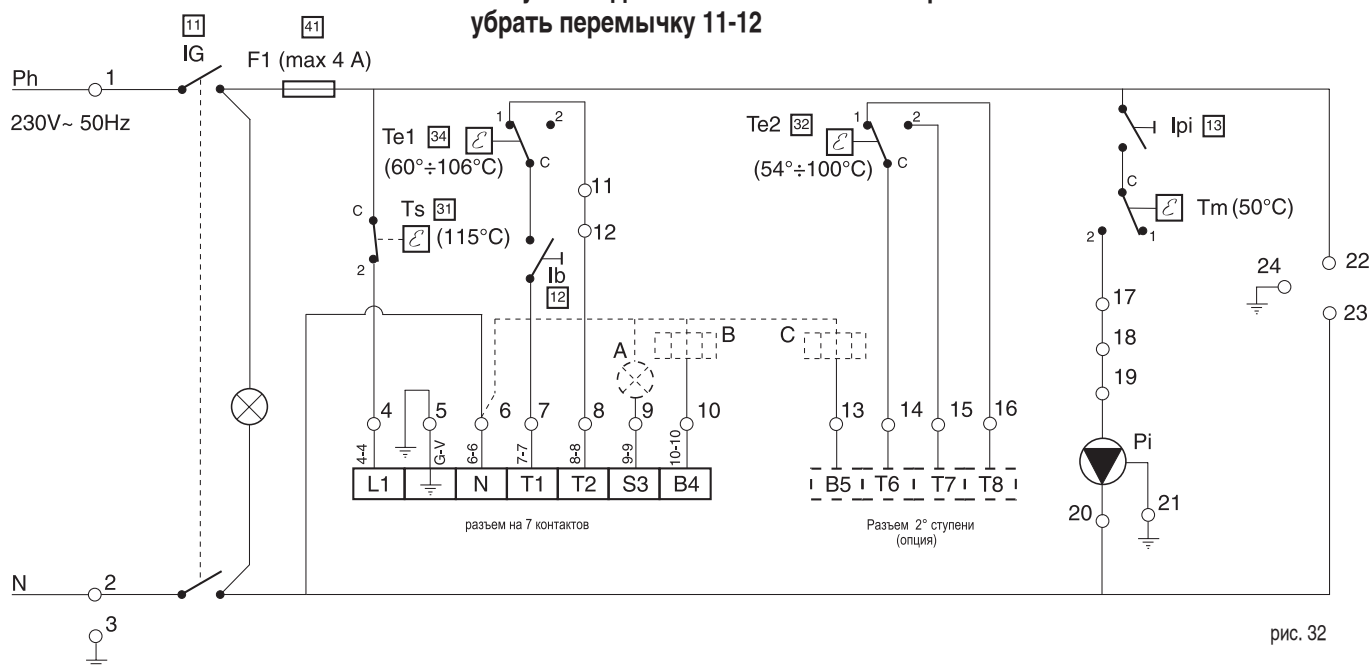 убрать перемычку 11-12
11
IG
41
F1 (max 4 A)
Ph
1
230V~ 50Hz
Te1 34
(60°÷106°C)
1
2
C
ℰ
11
12
Te2 32
(54°÷100°C)
1
2
C
ℰ
Ipi 13
C
ℰ
Tm (50°C)
2
1
C
Ts 31
ℰ
(115°C)
2
Ib
12
22
24
23
17
18
19
A
B
C
4
5
6
7
8
9
10
13
14
15
16
4-4
G-V
6-6
7-7
8-8
9-9
10-10
L1
N
T1
T2
S3
B4
B5
T6
T7
T8
разъем на 7 контактов
Разъем 2° ступени
(опция)
Pi
20
21
N
2
3
рис. 32